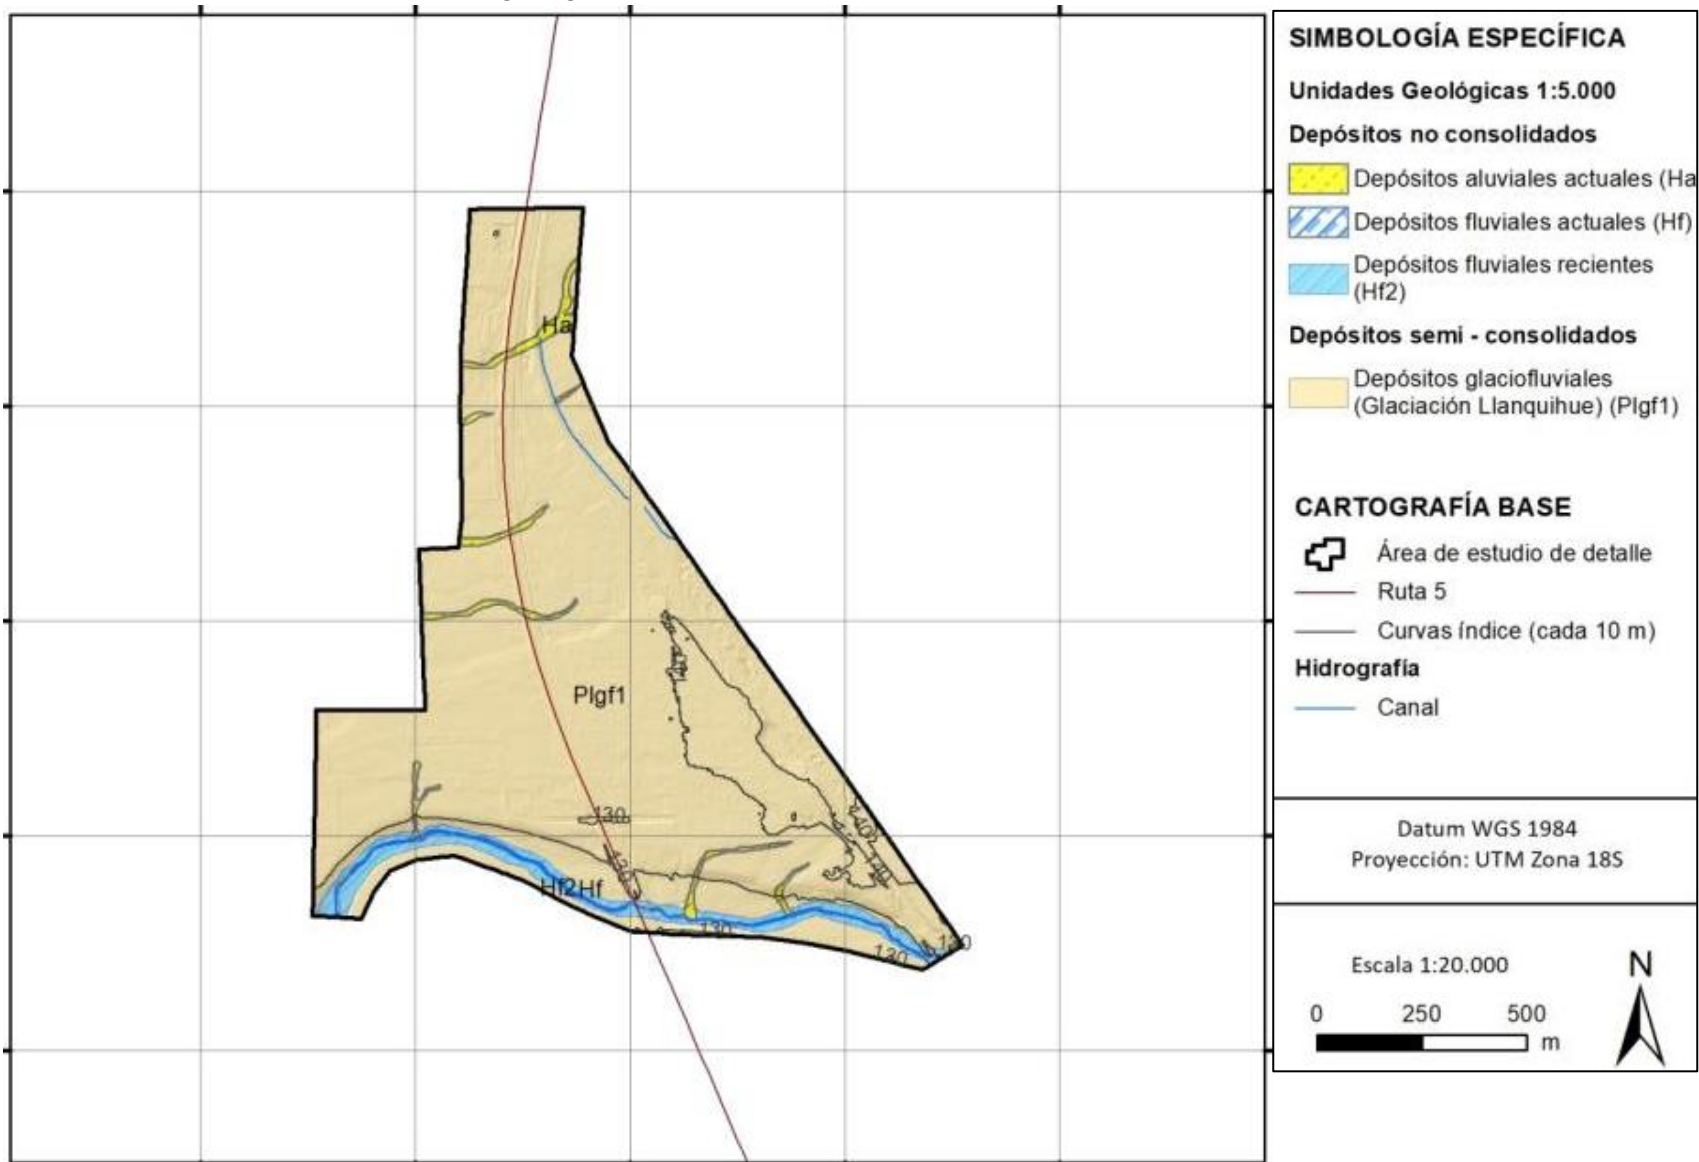 Ha
Plgf1
130
Hf2Hf
130
SIMBOLOGÍA ESPECÍFICA
Unidades Geológicas 1:5.000
Depósitos no consolidados
Depósitos aluviales actuales (Ha
Depósitos fluviales actuales (Hf)
Depósitos fluviales recientes
(Hf2)
Depósitos semi - consolidados
Depósitos glaciofluviales
(Glaciación Llanquihue) (Plgf1)
CARTOGRAFÍA BASE
Área de estudio de detalle
Ruta 5
Curvas índice (cada 10 m)
Hidrografía
Canal
Datum WGS 1984
Proyección: UTM Zona 18S
Escala 1:20.000
N
0 250 500
m